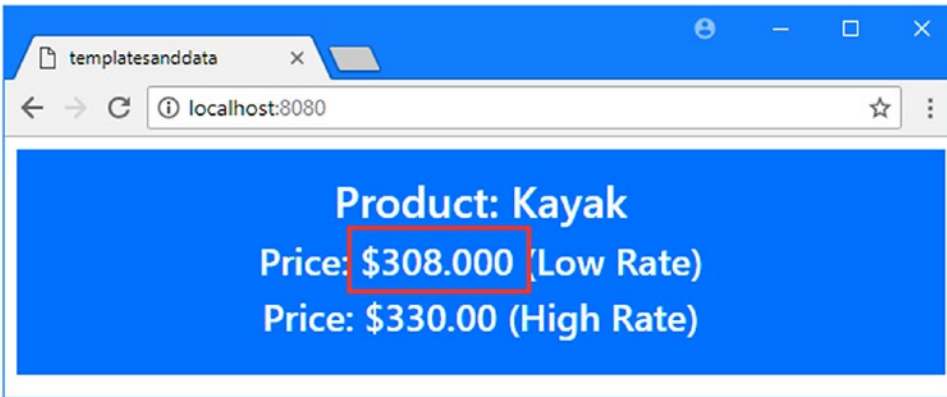 templatesanddata
localhost:8080
Product: Kayak
Price: $308.000 (Low Rate)
Price: $330.00 (High Rate)